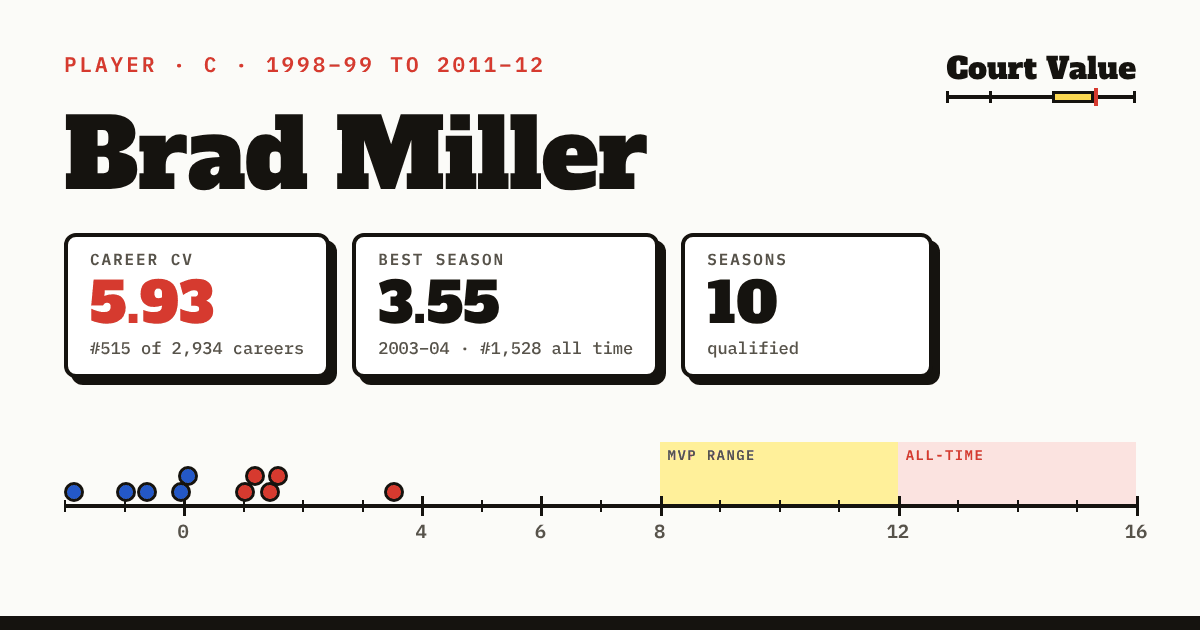 PLAYER · C · 1998–99 TO 2011–12
Court Value
Brad Miller
CAREER CV
5.93
#515 of 2,934 careers
BEST SEASON
3.55
2003–04 · #1,528 all time
SEASONS
10
qualified
MVP RANGE
ALL-TIME
0 4 6 8 12 16